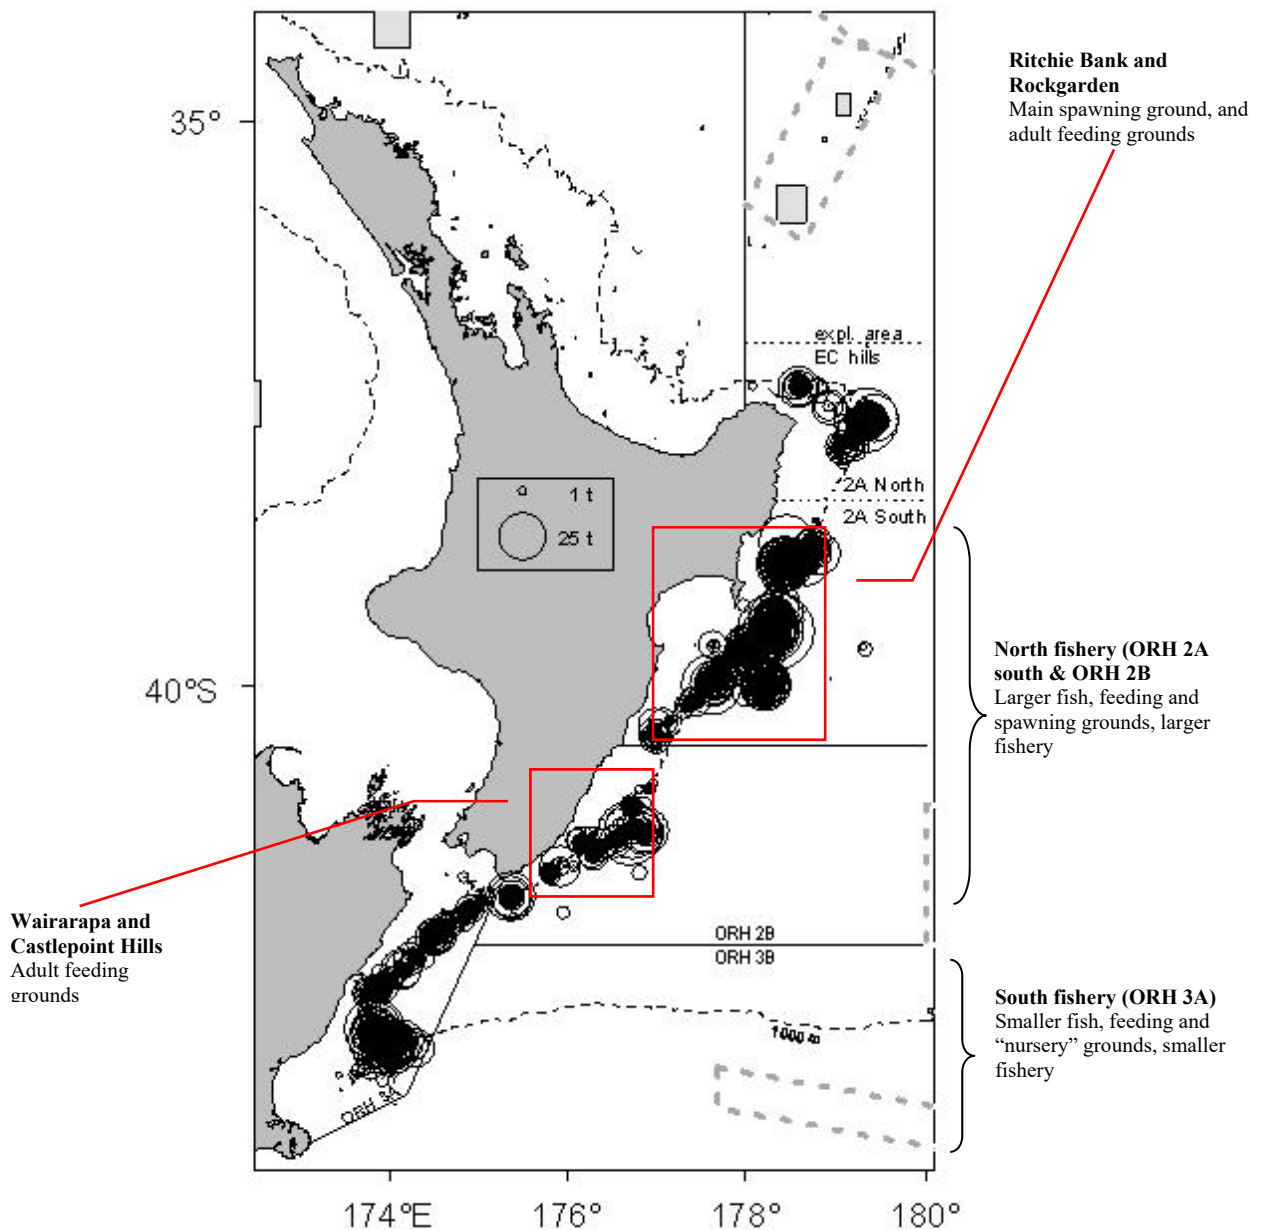 Ritchie Bank and
Rockgarden
Main spawning ground, and
adult feeding grounds
35°
expl. area
EC hills
1 t
25 t
2A North
2A South
40°S
North fishery (ORH 2A
south & ORH 2B
Larger fish, feeding and
spawning grounds, larger
fishery
Wairarapa and
Castlepoint Hills
Adult feeding
grounds
ORH 2B
ORH 3B
South fishery (ORH 3A)
Smaller fish, feeding and
“nursery” grounds, smaller
fishery
1000 m
ORH 3A
174°E
176°
178°
180°